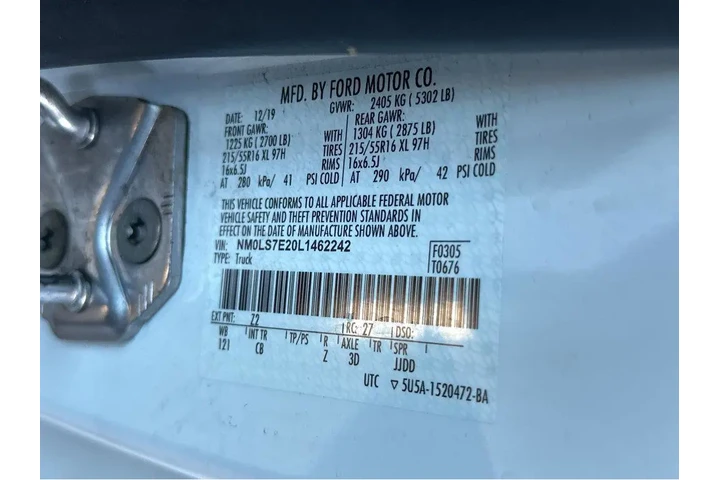 MFD. BY FORD MOTOR CO.
DATE: 12/19 GVWR: 2405 KG ( 5302 LB)
FRONT GAWR: REAR GAWR:
1225 KG ( 2700 LB) WITH 1304 KG ( 2875 LB) WITH
215/55R16 XL 97H TIRES 215/55R16 XL 97H TIRES
16x6.5J RIMS 16x6.5J RIMS
AT 280 kPa/ 41 PSI COLD AT 290 kPa/ 42 PSI COLD
THIS VEHICLE CONFORMS TO ALL APPLICABLE FEDERAL MOTOR
VEHICLE SAFETY AND THEFT PREVENTION STANDARDS IN
EFFECT ON THE DATE OF MANUFACTURE SHOWN ABOVE.
VIN: NM0LS7E20L1462242 F0305
TYPE: Truck T0676
EXT PNT: Z2 RC: 27 DSO:
WB INT TR TP/PS R AXLE TR SPR
121 CB Z 3D JJDD
UTC ▽ 5U5A-1520472-BA